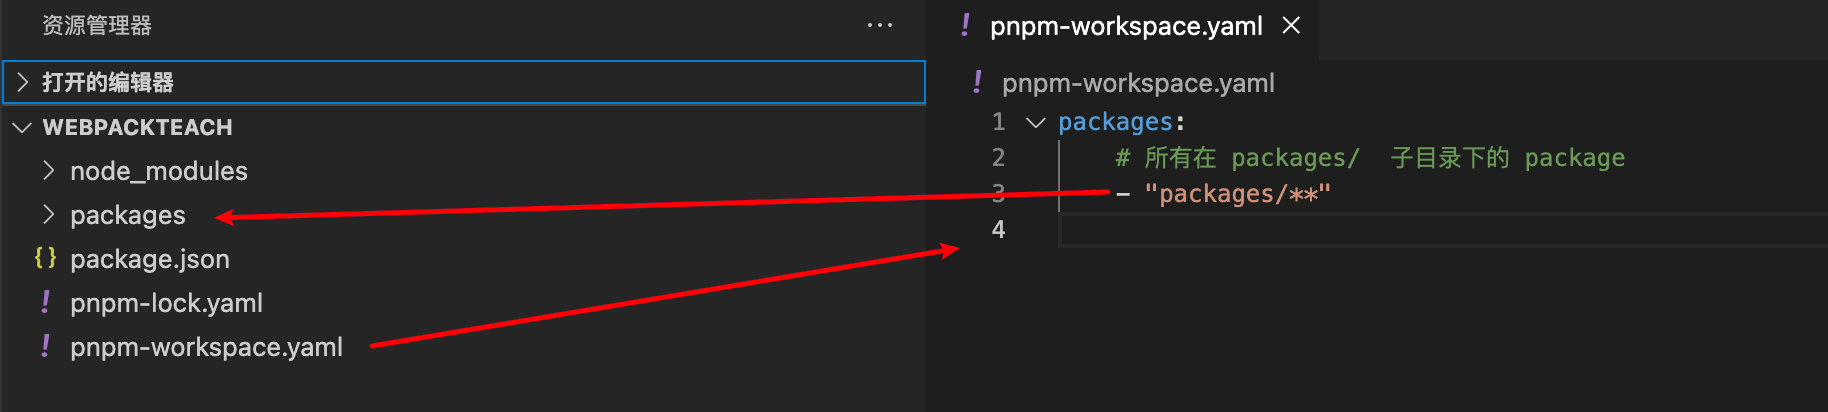 资源管理器
打开的编辑器
WEBPACKTEACH
node_modules
packages
package.json
pnpm-lock.yaml
pnpm-workspace.yaml
pnpm-workspace.yaml
pnpm-workspace.yaml
1 packages:
2 # 所有在 packages/ 子目录下的 package
3 - "packages/**"
4